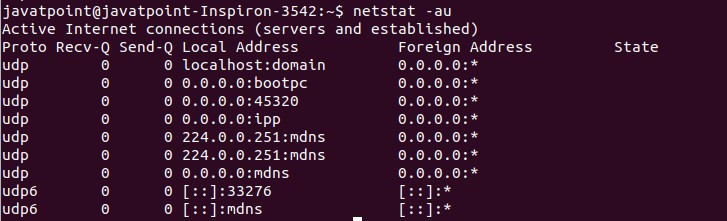 javatpoint@javatpoint-Inspiron-3542:~$ netstat -au
Active Internet connections (servers and established)
Proto Recv-Q Send-Q Local Address           Foreign Address         State
udp        0      0 localhost:domain        0.0.0.0:*
udp        0      0 0.0.0.0:bootpc          0.0.0.0:*
udp        0      0 0.0.0.0:45320           0.0.0.0:*
udp        0      0 0.0.0.0:ipp             0.0.0.0:*
udp        0      0 224.0.0.251:mdns        0.0.0.0:*
udp        0      0 224.0.0.251:mdns        0.0.0.0:*
udp        0      0 0.0.0.0:mdns            0.0.0.0:*
udp6       0      0 [::]:33276              [::]:*
udp6       0      0 [::]:mdns               [::]:*